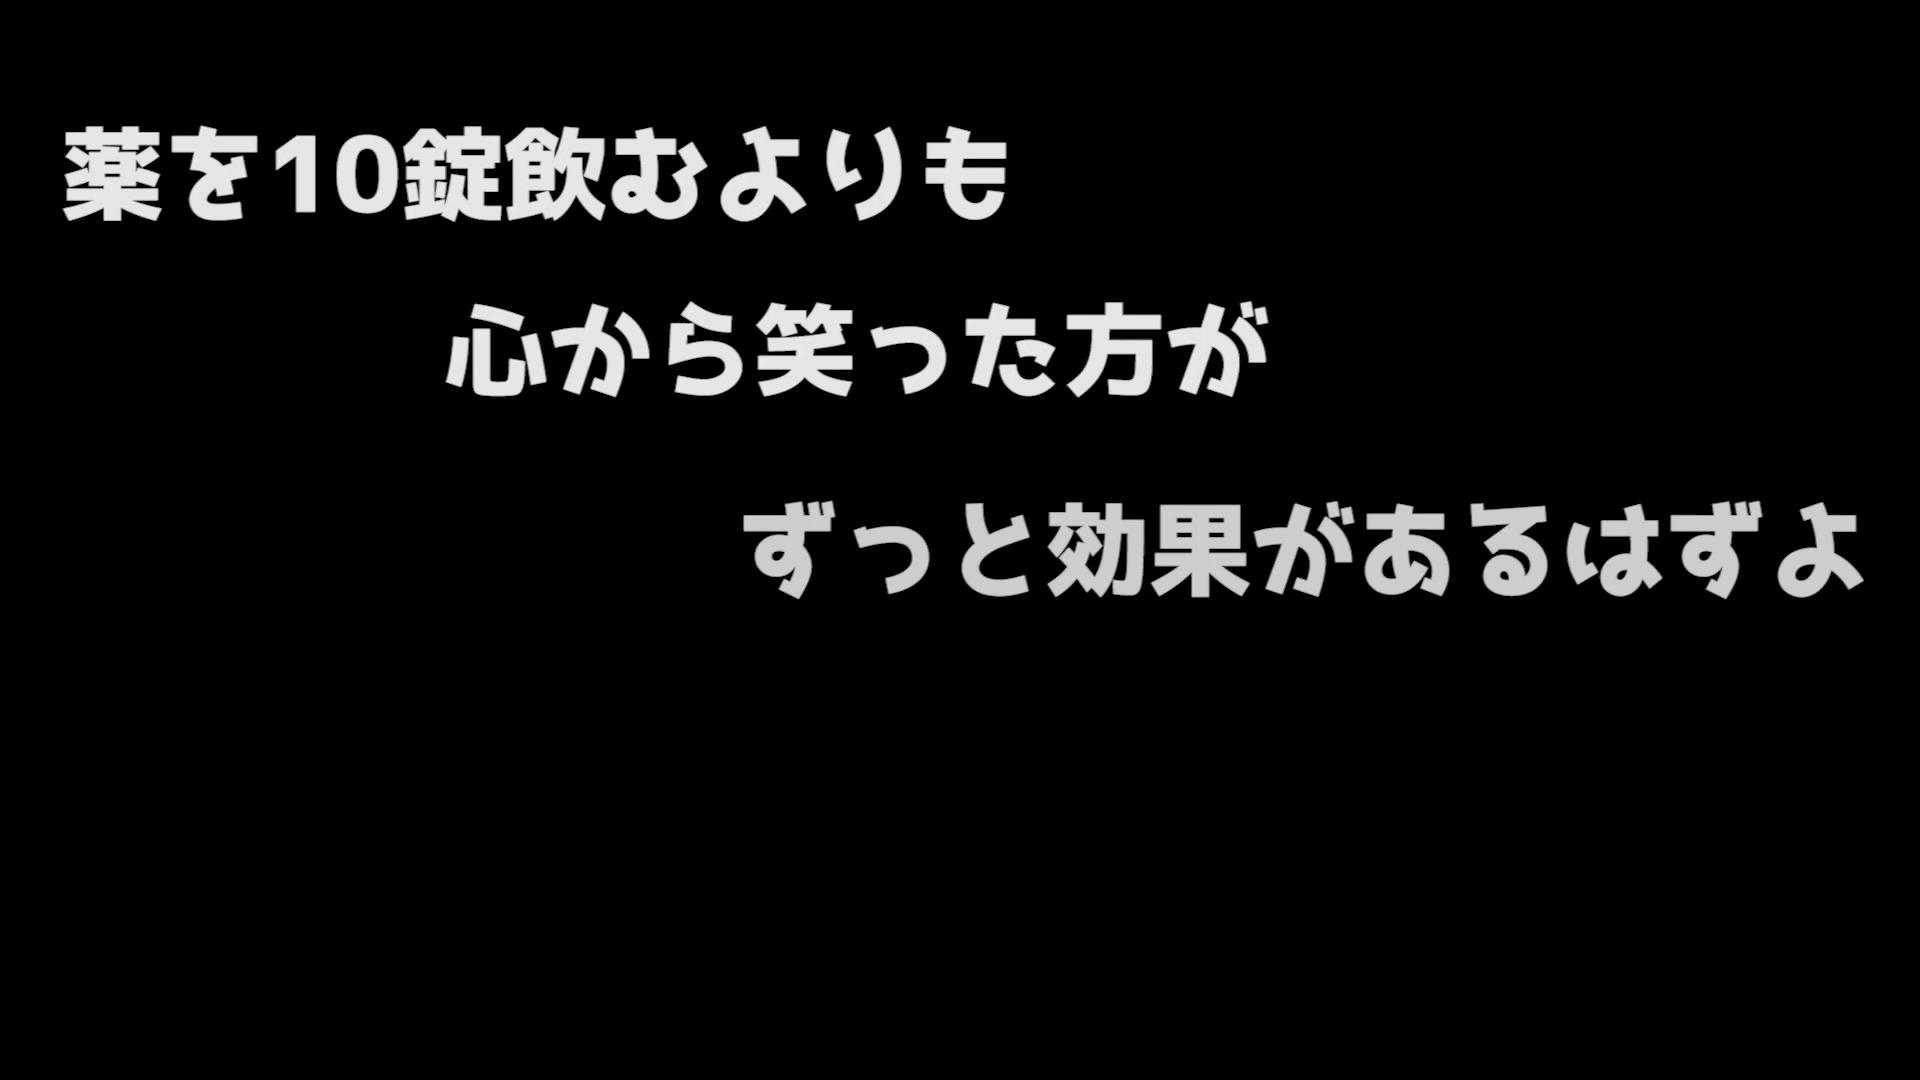 薬を10錠飲むよりも
心から笑った方が
ずっと効果があるはずよ